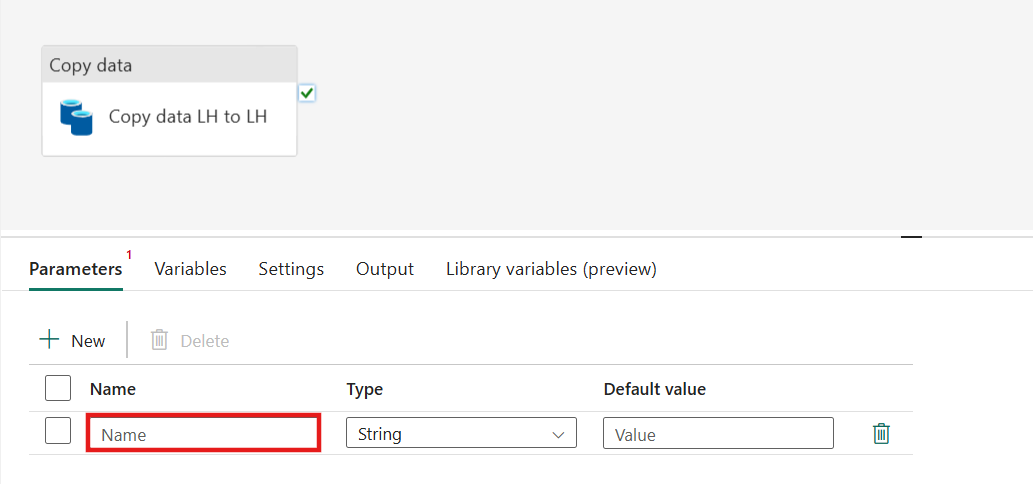 Copy data
Copy data LH to LH
Parameters 1 Variables Settings Output Library variables (preview)
New Delete
Name Type Default value
Name String Value